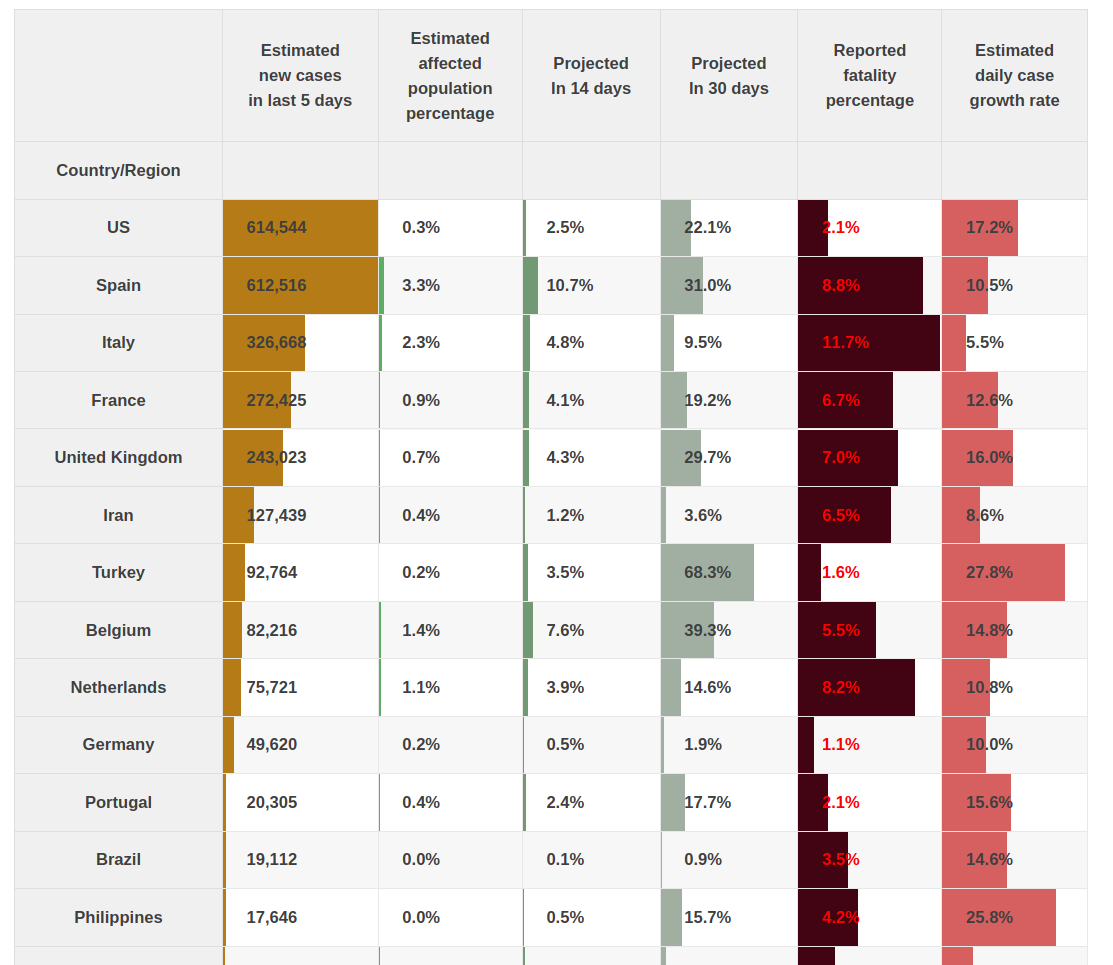 Estimated new cases in last 5 days	Estimated affected population percentage	Projected In 14 days	Projected In 30 days	Reported fatality percentage	Estimated daily case growth rate
Country/Region
US	614,544	0.3%	2.5%	22.1%	2.1%	17.2%
Spain	612,516	3.3%	10.7%	31.0%	8.8%	10.5%
Italy	326,668	2.3%	4.8%	9.5%	11.7%	5.5%
France	272,425	0.9%	4.1%	19.2%	6.7%	12.6%
United Kingdom	243,023	0.7%	4.3%	29.7%	7.0%	16.0%
Iran	127,439	0.4%	1.2%	3.6%	6.5%	8.6%
Turkey	92,764	0.2%	3.5%	68.3%	1.6%	27.8%
Belgium	82,216	1.4%	7.6%	39.3%	5.5%	14.8%
Netherlands	75,721	1.1%	3.9%	14.6%	8.2%	10.8%
Germany	49,620	0.2%	0.5%	1.9%	1.1%	10.0%
Portugal	20,305	0.4%	2.4%	17.7%	2.1%	15.6%
Brazil	19,112	0.0%	0.1%	0.9%	3.5%	14.6%
Philippines	17,646	0.0%	0.5%	15.7%	4.2%	25.8%